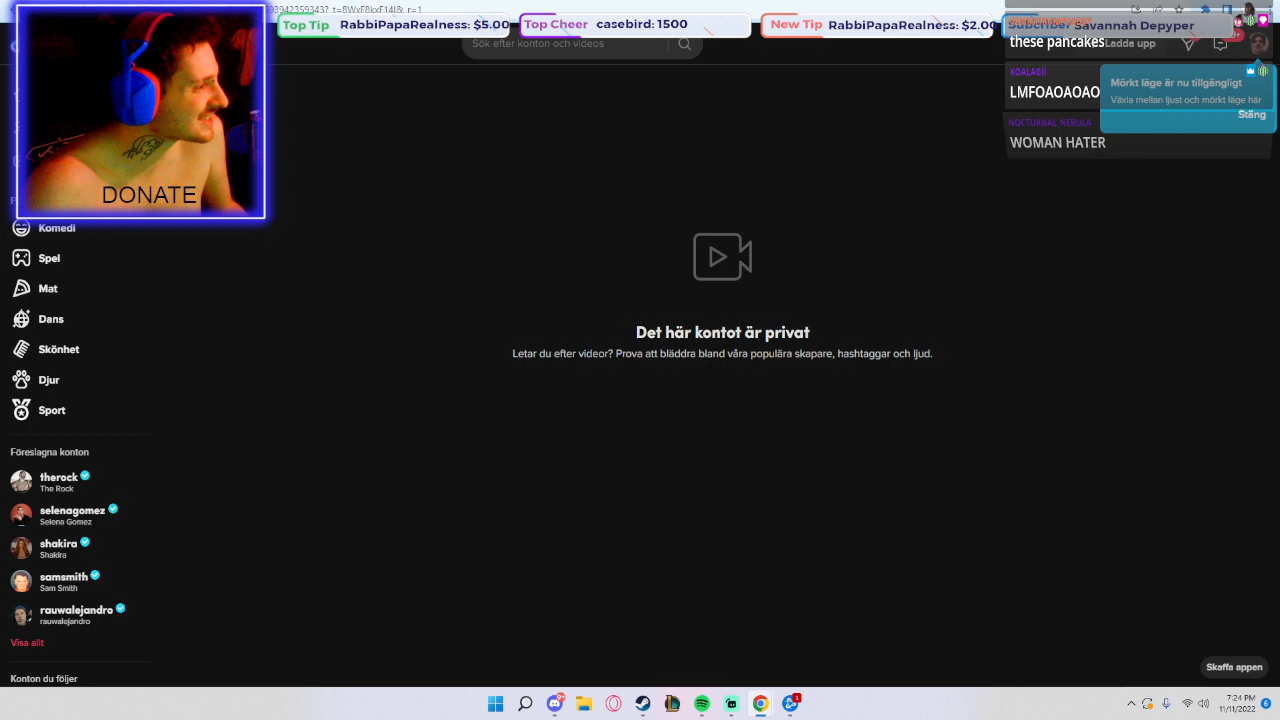 Top Tip RabbiPapaRealness: $5.00
Top Cheer casebird: 1500
New Tip RabbiPapaRealness: $2.00
Subscriber Savannah Depyper
Sök efter konton och videos
Ladda upp
these pancakes
KOALAGII
LMFOAOAOAO
NOCTURNAL_NEBULA
WOMAN HATER
Mörkt läge är nu tillgängligt
Växla mellan ljust och mörkt läge här
Stäng
DONATE
Komedi
Spel
Mat
Dans
Skönhet
Djur
Sport
Föreslagna konton
therock
The Rock
selenagomez
Selena Gomez
shakira
Shakira
samsmith
Sam Smith
rauwalejandro
rauwalejandro
Visa allt
Konton du följer
Det här kontot är privat
Letar du efter videor? Prova att bläddra bland våra populära skapare, hashtaggar och ljud.
Skaffa appen
7:24 PM
11/1/2022
6